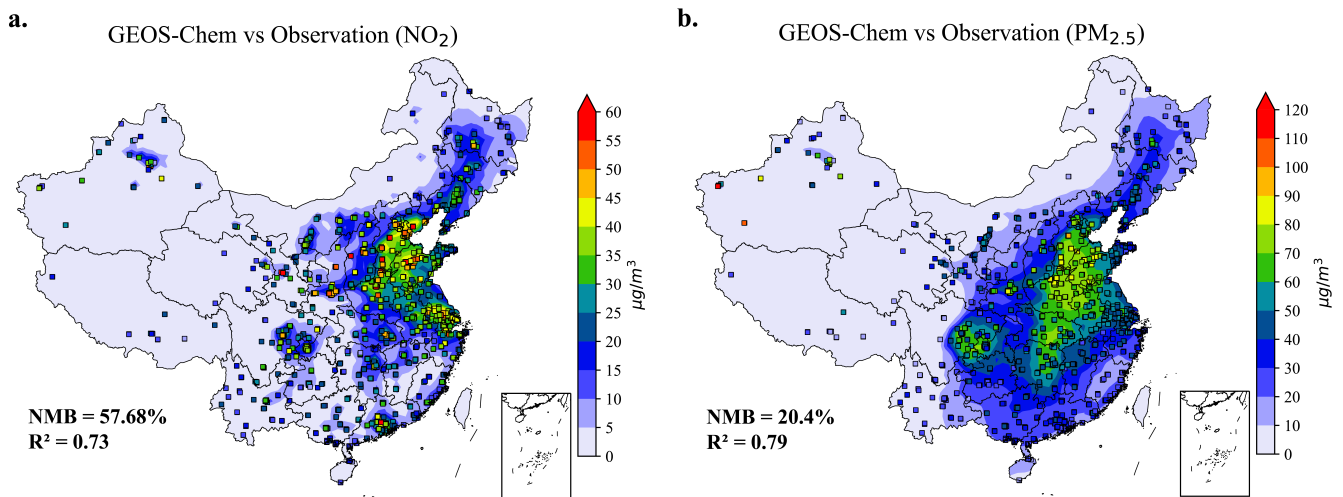 a.
GEOS-Chem vs Observation (NO₂)
60
55
50
45
40
35
30
25
20
15
10
5
0
μg/m³
NMB = 57.68%
R² = 0.73
b.
GEOS-Chem vs Observation (PM₂.₅)
120
110
100
90
80
70
60
50
40
30
20
10
0
μg/m³
NMB = 20.4%
R² = 0.79